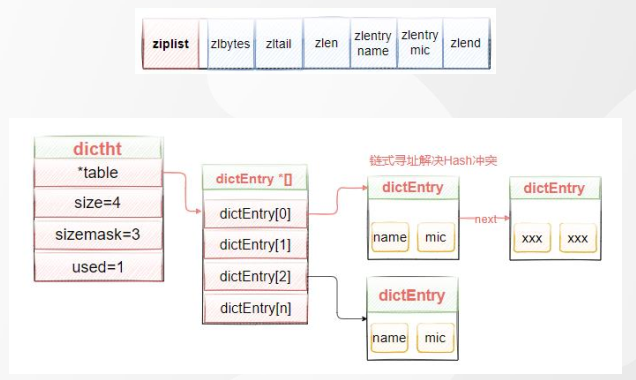 ziplist
zlbytes
zltail
zlen
zlentry
name
zlentry
mic
zlend
dictht
*table
size=4
sizemask=3
used=1
dictEntry *[]
dictEntry[0]
dictEntry[1]
dictEntry[2]
dictEntry[n]
链式寻址解决Hash冲突
dictEntry
name
mic
next
dictEntry
xxx
xxx
dictEntry
name
mic